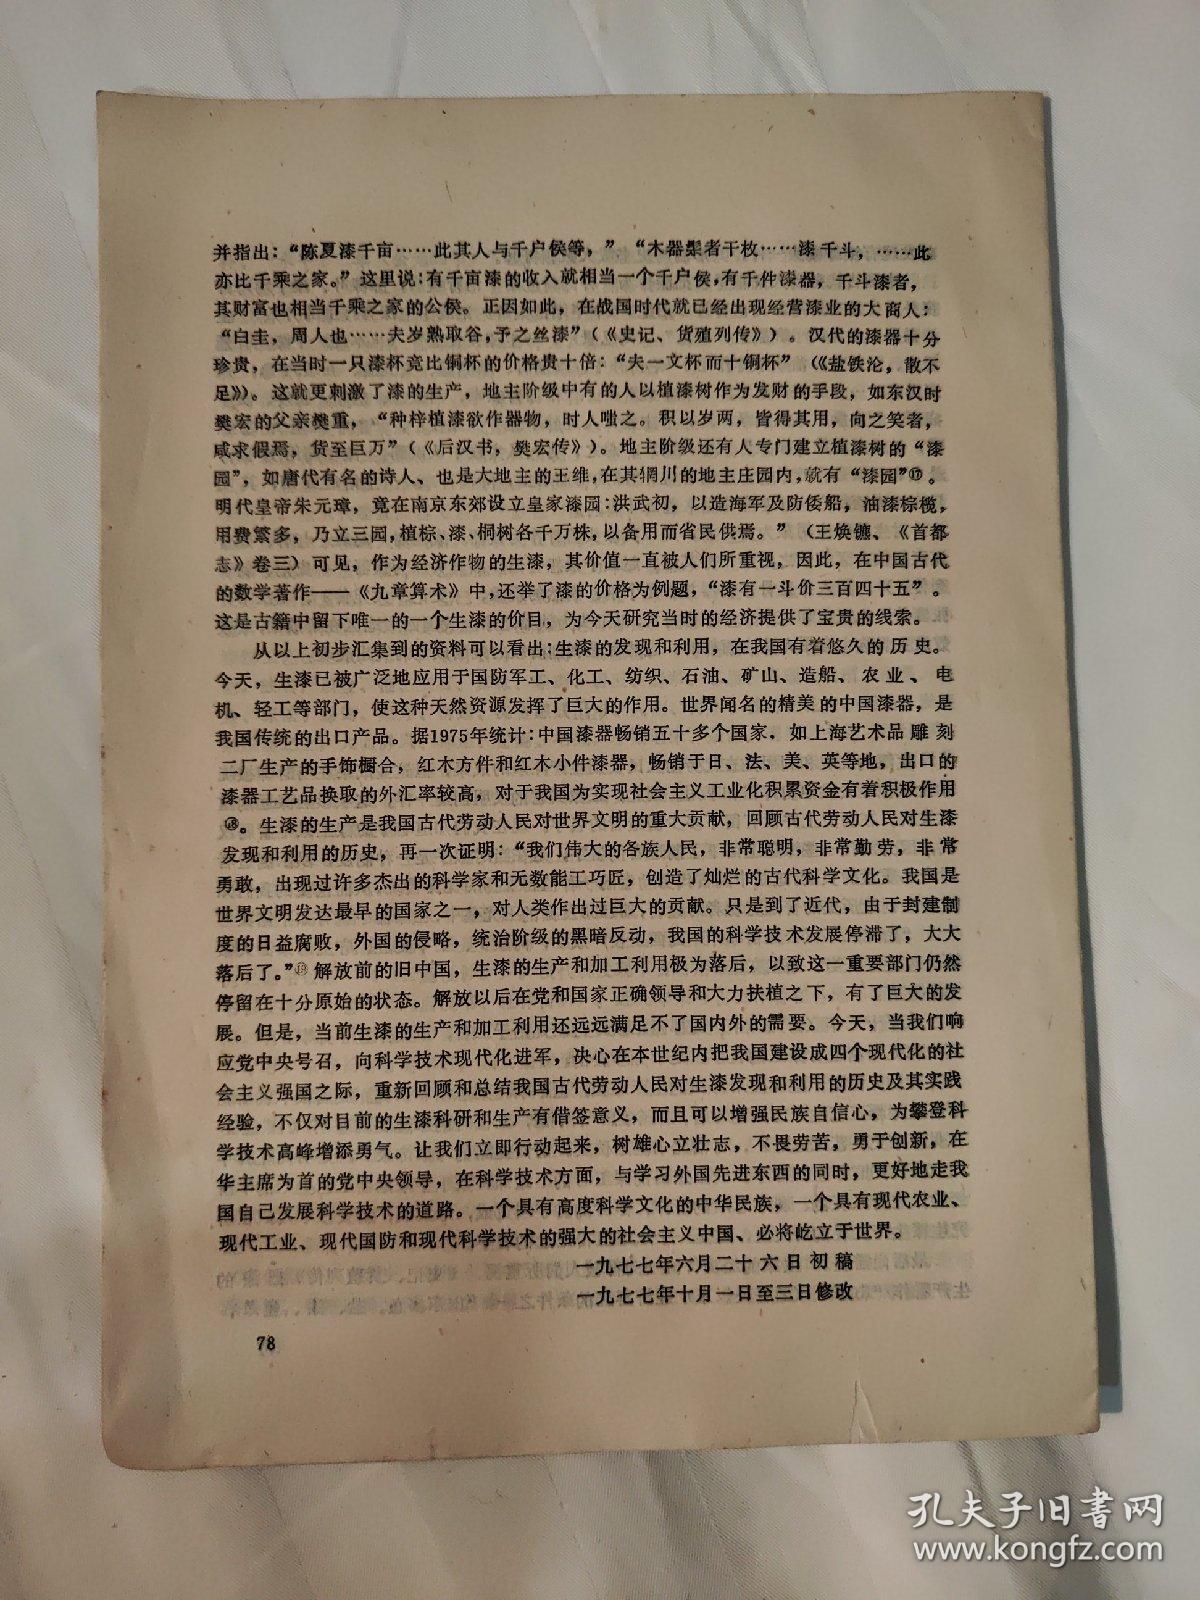 并指出：“陈夏漆千亩……此其人与千户侯等，”　“木器髹者千枚……漆千斗，……此
亦比千乘之家。”这里说：有千亩漆的收入就相当一个千户侯，有千件漆器，千斗漆者，
其财富也相当千乘之家的公侯。正因如此，在战国时代就已经出现经营漆业的大商人：
“白圭，周人也……夫岁熟取谷，予之丝漆”（《史记、货殖列传》）。汉代的漆器十分
珍贵，在当时一只漆杯竟比铜杯的价格贵十倍：“夫一文杯而十铜杯”（《盐铁沦，散不
足》）。这就更刺激了漆的生产，地主阶级中有的人以植漆树作为发财的手段，如东汉时
樊宏的父亲樊重，“种梓植漆欲作器物，时人嗤之。积以岁两，皆得其用，向之笑者，
咸求假焉，货至巨万”（《后汉书，樊宏传》）。地主阶级还有人专门建立植漆树的“漆
园”，如唐代有名的诗人、也是大地主的王维，在其辋川的地主庄园内，就有“漆园”⑰。
明代皇帝朱元璋，竟在南京东郊设立皇家漆园：洪武初，以造海军及防倭船，油漆棕榄，
用费繁多，乃立三园，植棕、漆、桐树各千万株，以备用而省民供焉。”（王焕镳、《首都
志》卷三）可见，作为经济作物的生漆，其价值一直被人们所重视，因此，在中国古代
的数学著作——《九章算术》中，还举了漆的价格为例题，“漆有一斗价三百四十五”。
这是古籍中留下唯一的一个生漆的价目，为今天研究当时的经济提供了宝贵的线索。
从以上初步汇集到的资料可以看出：生漆的发现和利用，在我国有着悠久的历史。
今天，生漆已被广泛地应用于国防军工、化工、纺织、石油、矿山、造船、农业、电
机、轻工等部门，使这种天然资源发挥了巨大的作用。世界闻名的精美的中国漆器，是
我国传统的出口产品。据1975年统计：中国漆器畅销五十多个国家．如上海艺术品雕刻
二厂生产的手饰橱合，红木方件和红木小件漆器，畅销于日、法、美、英等地，出口的
漆器工艺品换取的外汇率较高，对于我国为实现社会主义工业化积累资金有着积极作用
⑱。生漆的生产是我国古代劳动人民对世界文明的重大贡献，回顾古代劳动人民对生漆
发现和利用的历史，再一次证明：“我们伟大的各族人民，非常聪明，非常勤劳，非常
勇敢，出现过许多杰出的科学家和无数能工巧匠，创造了灿烂的古代科学文化。我国是
世界文明发达最早的国家之一，对人类作出过巨大的贡献。只是到了近代，由于封建制
度的日益腐败，外国的侵略，统治阶级的黑暗反动，我国的科学技术发展停滞了，大大
落后了。”⑲解放前的旧中国，生漆的生产和加工利用极为落后，以致这一重要部门仍然
停留在十分原始的状态。解放以后在党和国家正确领导和大力扶植之下，有了巨大的发
展。但是，当前生漆的生产和加工利用还远远满足不了国内外的需要。今天，当我们响
应党中央号召，向科学技术现代化进军，决心在本世纪内把我国建设成四个现代化的社
会主义强国之际，重新回顾和总结我国古代劳动人民对生漆发现和利用的历史及其实践
经验，不仅对目前的生漆科研和生产有借签意义，而且可以增强民族自信心，为攀登科
学技术高峰增添勇气。让我们立即行动起来，树雄心立壮志，不畏劳苦，勇于创新，在
华主席为首的党中央领导，在科学技术方面，与学习外国先进东西的同时，更好地走我
国自己发展科学技术的道路。一个具有高度科学文化的中华民族，一个具有现代农业、
现代工业、现代国防和现代科学技术的强大的社会主义中国、必将屹立于世界。
一九七七年六月二十六日初稿
一九七七年十月一日至三日修改
78
孔夫子旧书网
www.kongfz.com